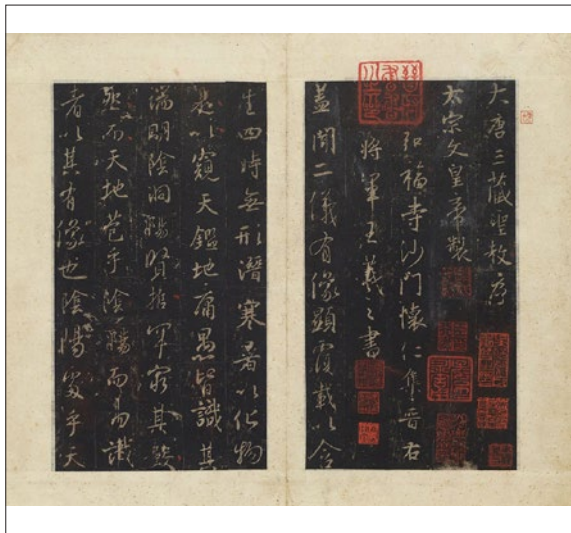 大唐三藏聖教序
太宗文皇帝製
弘福寺沙門懷仁集晉右
將軍王羲之書
蓋聞二儀有像顯覆載以含
生四時無形潛寒暑以化物
是以窺天鑑地庸愚皆識其
端明陰洞陽賢哲罕窮其數
然而天地苞乎陰陽而易識
者以其有像也陰陽處乎天